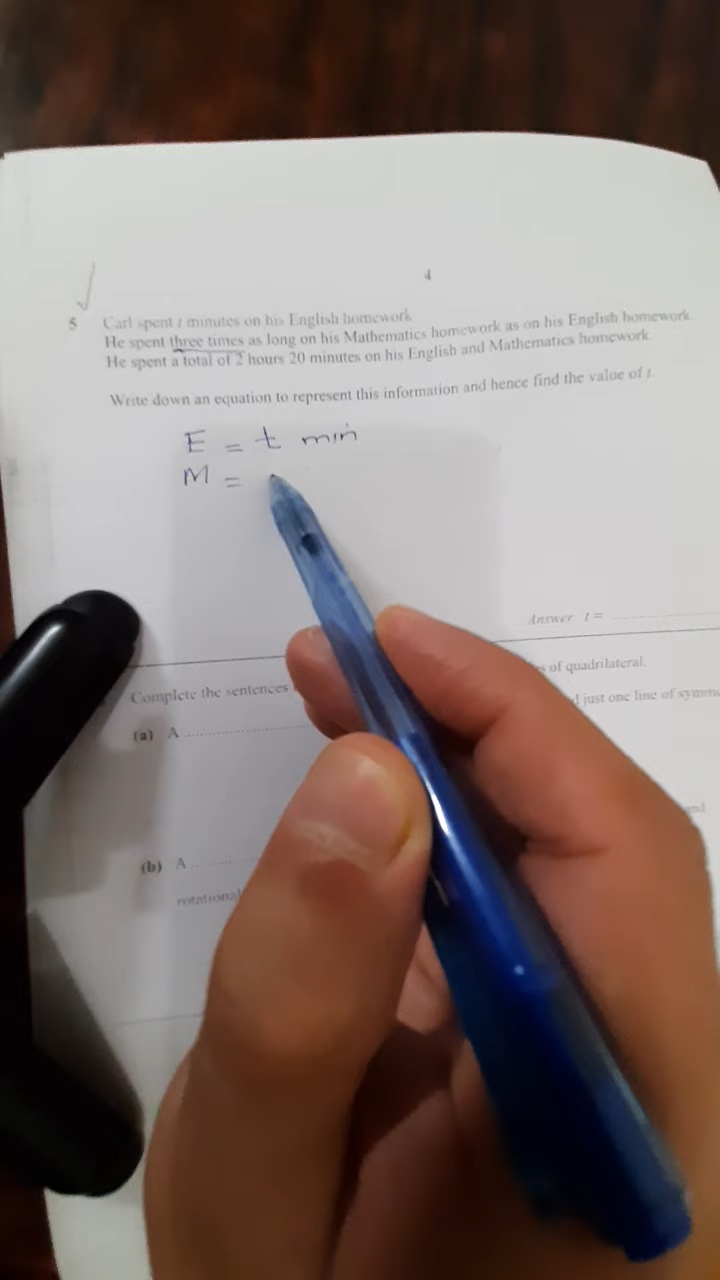 4
5 Carl spent t minutes on his English homework.
He spent three times as long on his Mathematics homework as on his English homework.
He spent a total of 2 hours 20 minutes on his English and Mathematics homework.
Write down an equation to represent this information and hence find the value of t.
E = t min
M =
Answer t = ....................
of quadrilateral.
Complete the sentences
just one line of symm
(a) A ....................
and
(b) A ....................
rotational